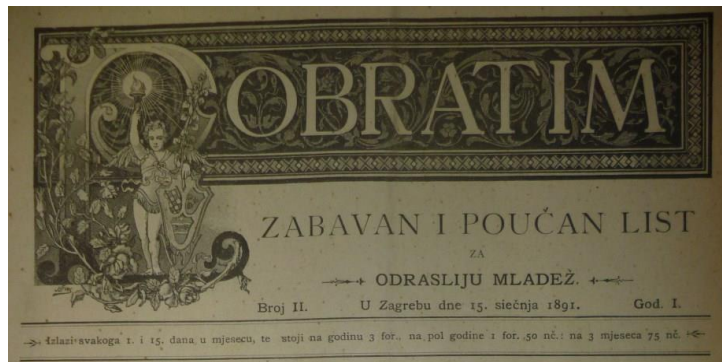 POBRATIM
ZABAVAN I POUČAN LIST
ZA
ODRASLIJU MLADEŽ.
Broj II. U Zagrebu dne 15. siečnja 1891. God. I.
Izlazi svakoga 1. i 15. dana u mjesecu, te stoji na godinu 3 for., na pol godine 1 for. 50 nč.: na 3 mjeseca 75 nč.